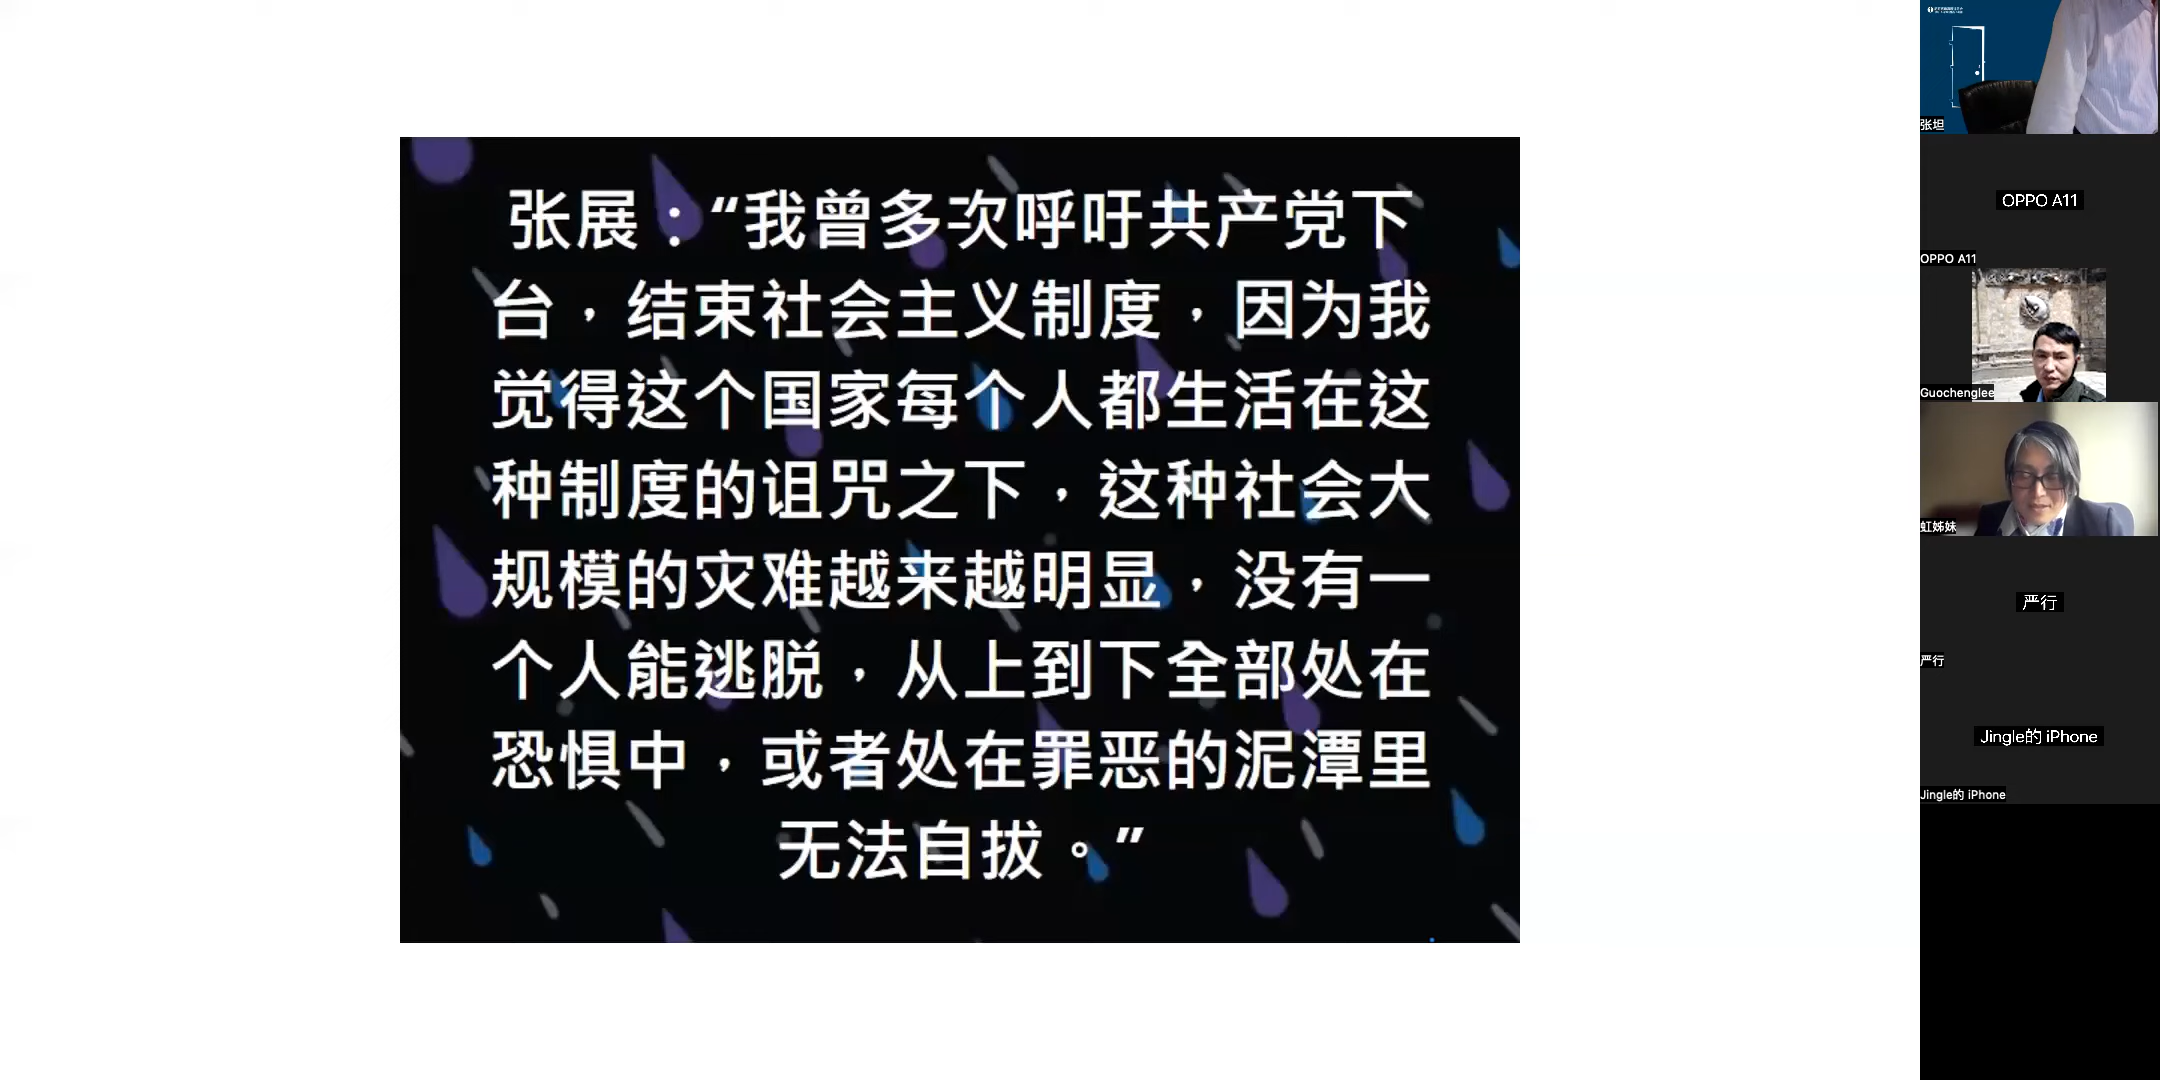 张展：“我曾多次呼吁共产党下
台，结束社会主义制度，因为我
觉得这个国家每个人都生活在这
种制度的诅咒之下，这种社会大
规模的灾难越来越明显，没有一
个人能逃脱，从上到下全部处在
恐惧中，或者处在罪恶的泥潭里
无法自拔。”
张坦
OPPO A11
OPPO A11
Guochenglee
虹姊妹
严行
严行
Jingle的 iPhone
Jingle的 iPhone